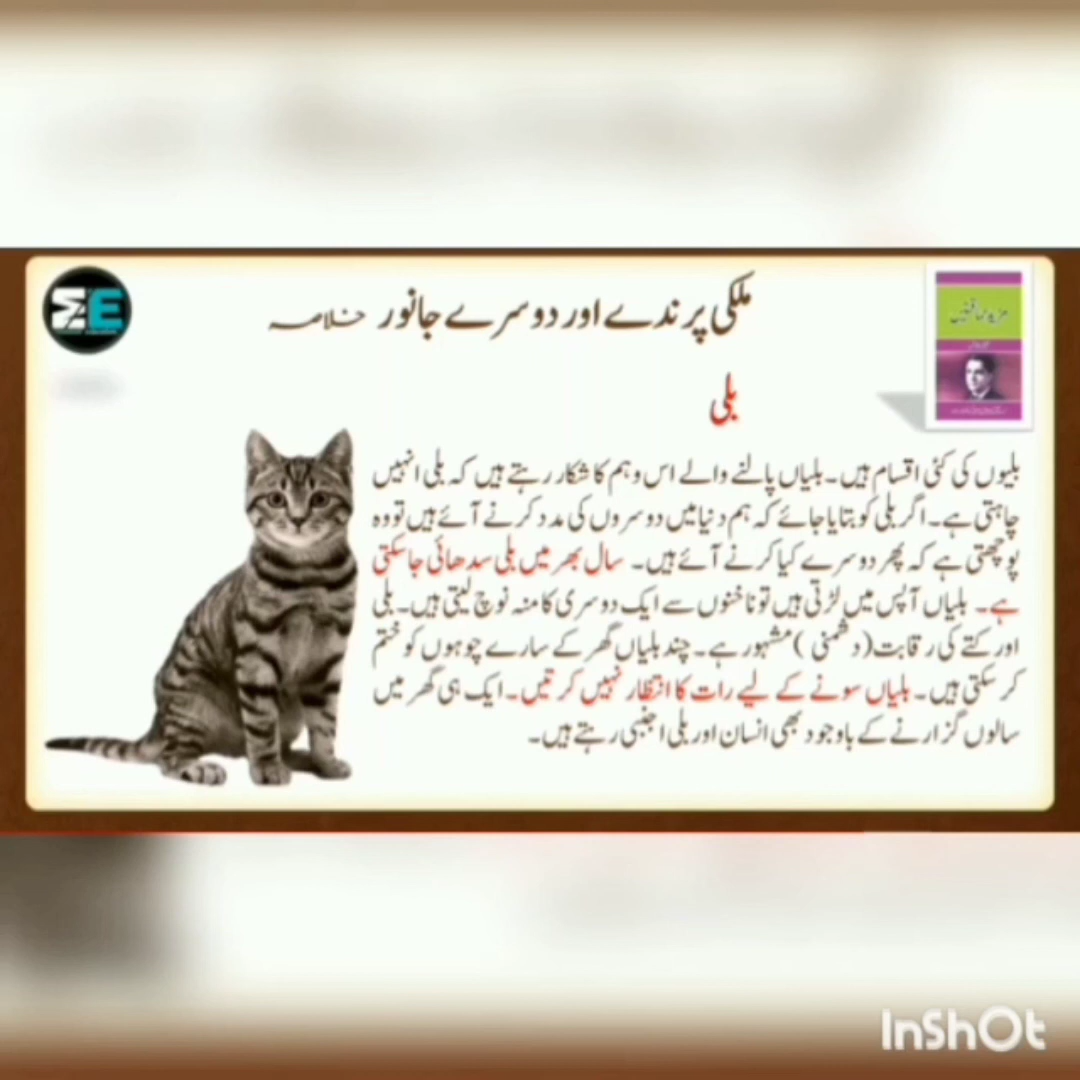 ملکی پرندے اور دوسرے جانور خلاصہ
بلی
بلیوں کی کئی اقسام ہیں۔ بلیاں پالنے والے اس وہم کا شکار رہتے ہیں کہ بلی انہیں
چاہتی ہے۔ اگر بلی کو بتایا جائے کہ ہم دنیا میں دوسروں کی مدد کرنے آئے ہیں تو وہ
پوچھتی ہے کہ پھر دوسرے کیا کرنے آئے ہیں۔ سال بھر میں بلی سدھائی جا سکتی
ہے۔ بلیاں آپس میں لڑتی ہیں تو ناخنوں سے ایک دوسری کا منہ نوچ لیتی ہیں۔ بلی
اور کتے کی رقابت (دشمنی) مشہور ہے۔ چند بلیاں گھر کے سارے چوہوں کو ختم
کر سکتی ہیں۔ بلیاں سونے کے لیے رات کا انتظار نہیں کرتیں۔ ایک ہی گھر میں
سالوں گزارنے کے باوجود بھی انسان اور بلی اجنبی رہتے ہیں۔
InShOt